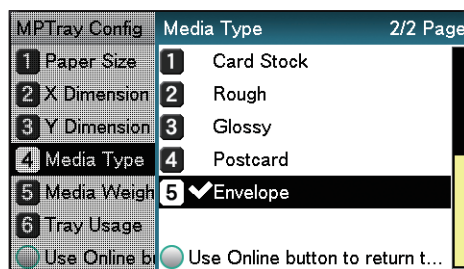 MPTray Config
1 Paper Size
2 X Dimension
3 Y Dimension
4 Media Type
5 Media Weigh
6 Tray Usage
Use Online b
Media Type 2/2 Page
1 Card Stock
2 Rough
3 Glossy
4 Postcard
5 Envelope
Use Online button to return t...